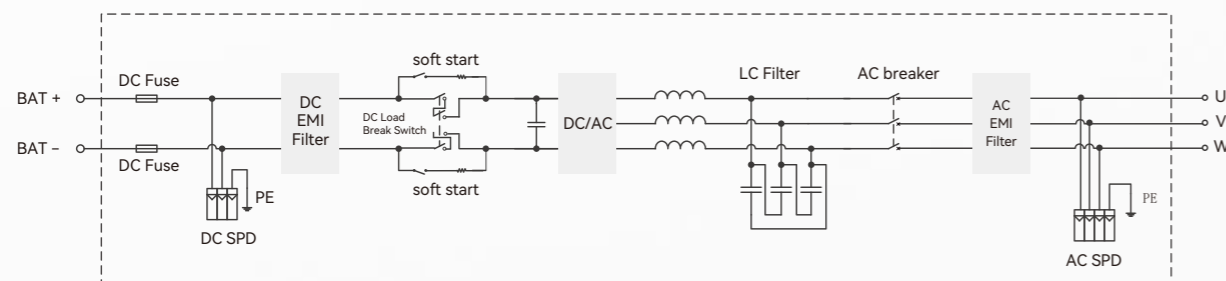 soft start
LC Filter
AC breaker
DC Fuse
BAT +
DC
EMI
Filter
DC Load
Break Switch
DC/AC
AC
EMI
Filter
U
V
W
BAT –
DC Fuse
soft start
PE
PE
DC SPD
AC SPD